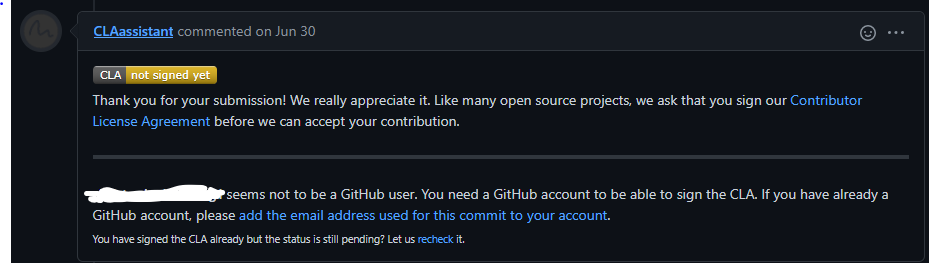 CLAassistant commented on Jun 30
CLA not signed yet
Thank you for your submission! We really appreciate it. Like many open source projects, we ask that you sign our Contributor
License Agreement before we can accept your contribution.
seems not to be a GitHub user. You need a GitHub account to be able to sign the CLA. If you have already a
GitHub account, please add the email address used for this commit to your account.
You have signed the CLA already but the status is still pending? Let us recheck it.